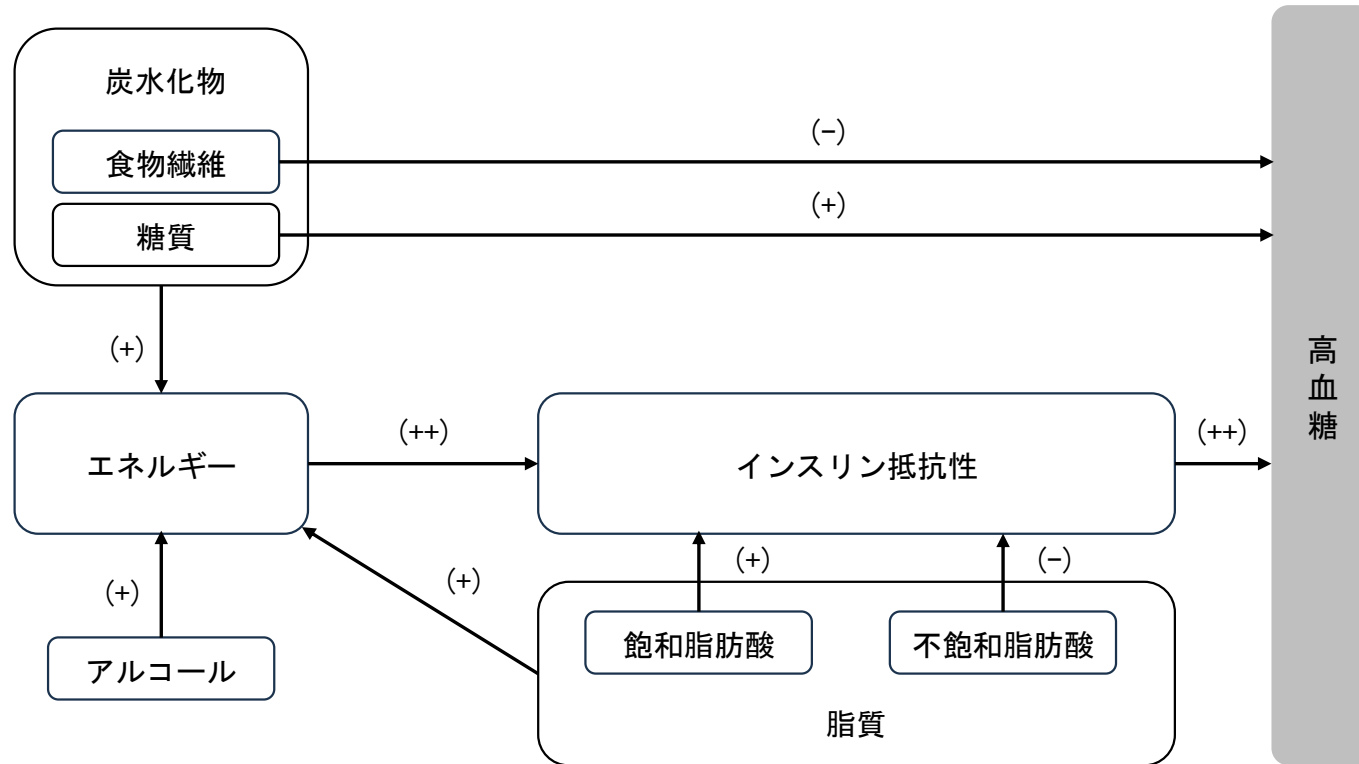 炭水化物
(−)
食物繊維
(+)
糖質
(+)
高血糖
(++)
(++)
エネルギー
インスリン抵抗性
(+)
(+)
(+)
(−)
アルコール
飽和脂肪酸
不飽和脂肪酸
脂質